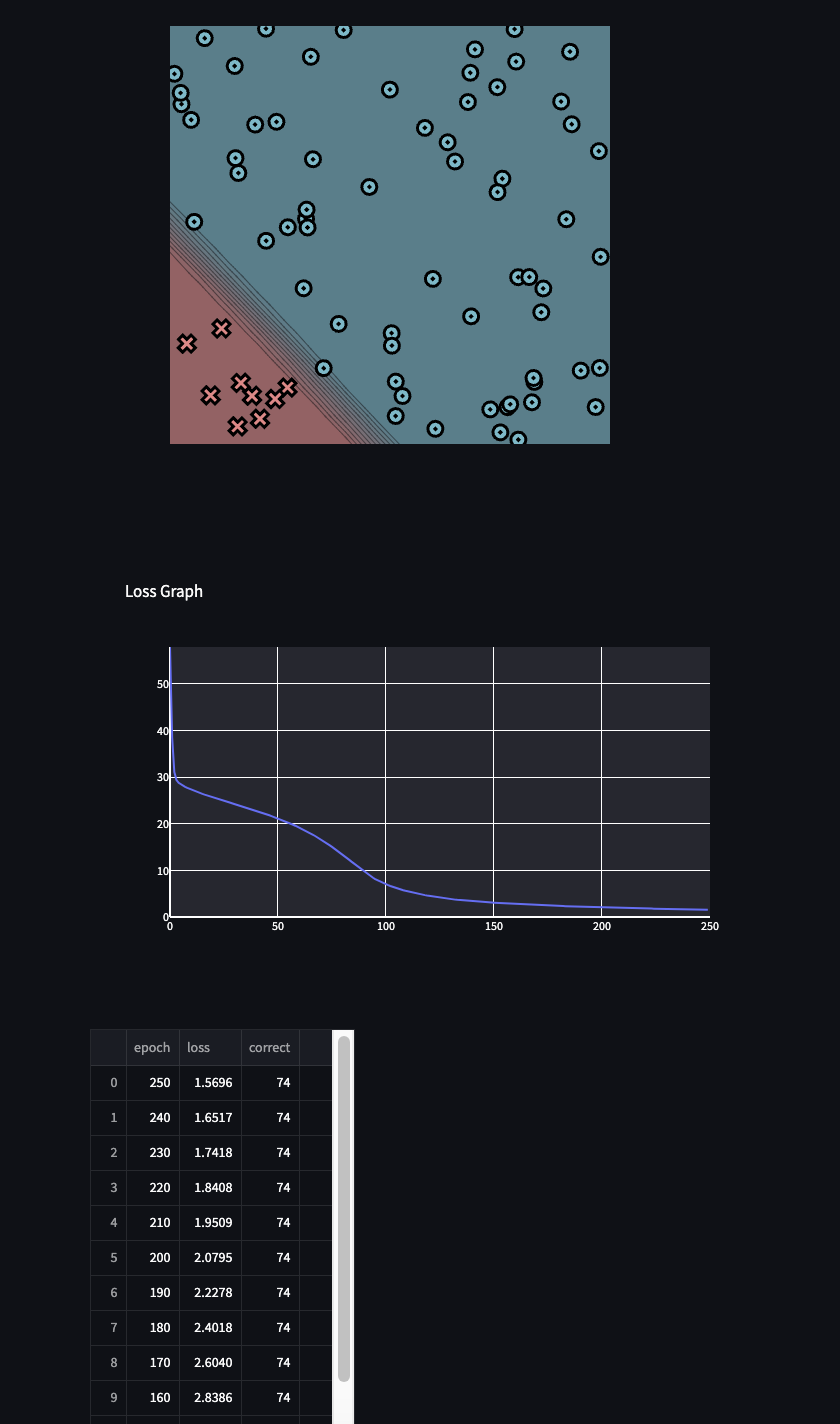 Loss Graph
50
40
30
20
10
0
0 50 100 150 200 250
epoch loss correct
0 250 1.5696 74
1 240 1.6517 74
2 230 1.7418 74
3 220 1.8408 74
4 210 1.9509 74
5 200 2.0795 74
6 190 2.2278 74
7 180 2.4018 74
8 170 2.6040 74
9 160 2.8386 74